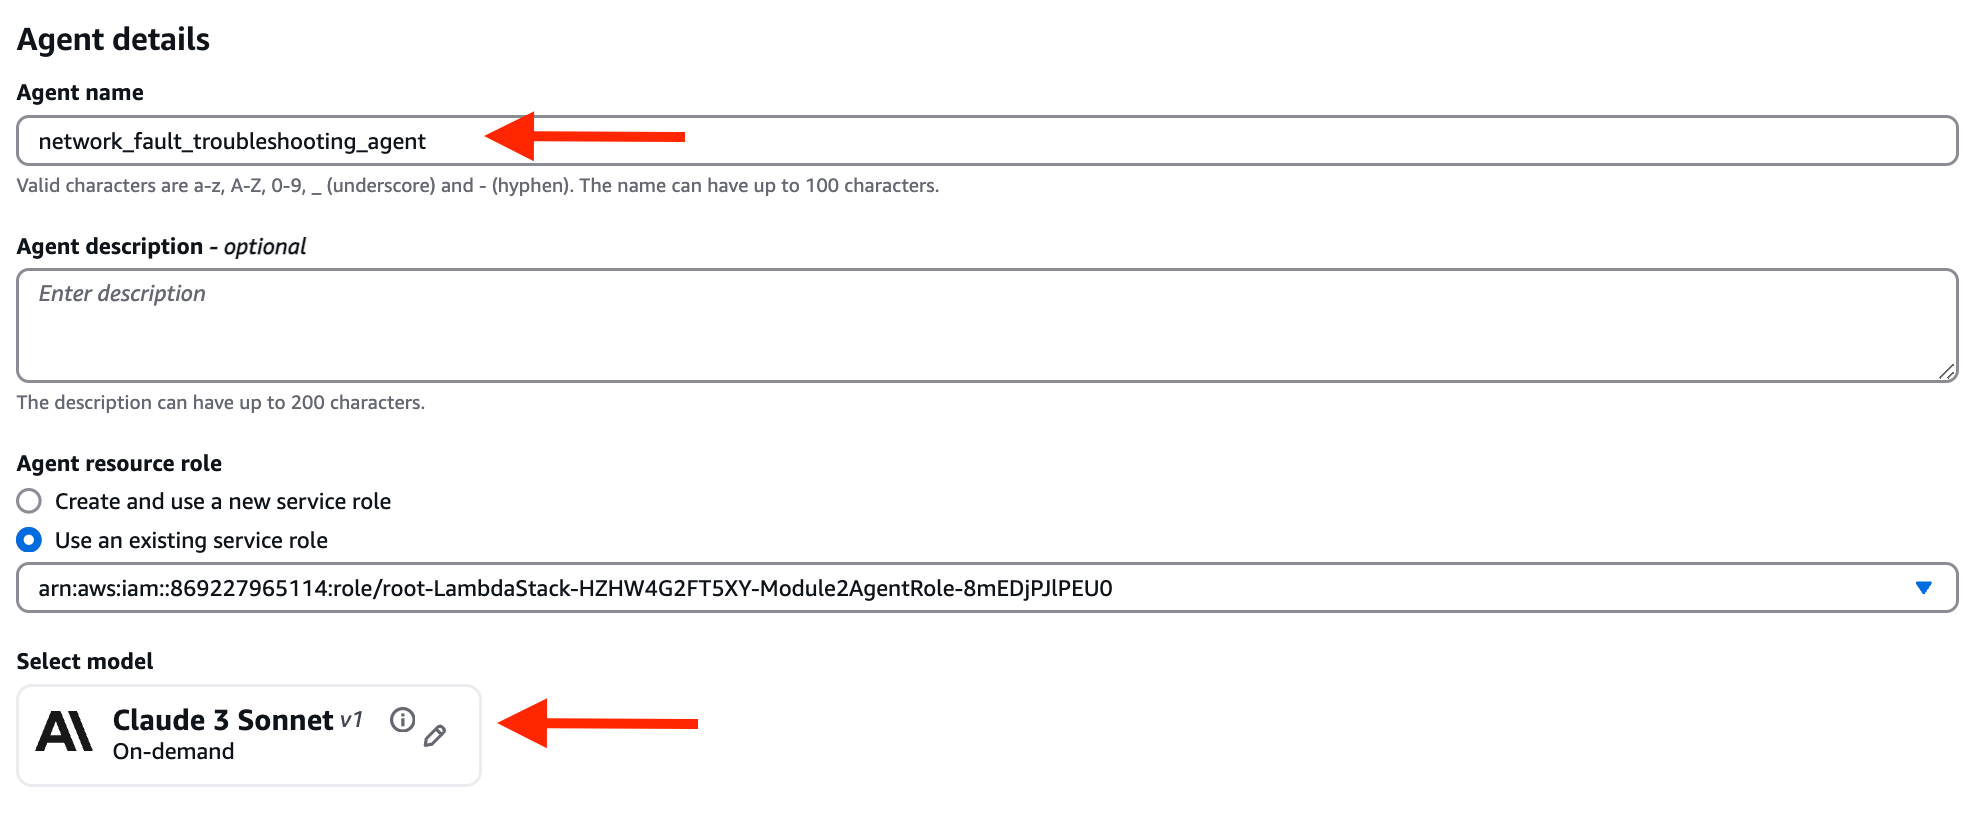 Agent details
Agent name
network_fault_troubleshooting_agent
Valid characters are a-z, A-Z, 0-9, _ (underscore) and - (hyphen). The name can have up to 100 characters.
Agent description - optional
Enter description
The description can have up to 200 characters.
Agent resource role
Create and use a new service role
Use an existing service role
arn:aws:iam::869227965114:role/root-LambdaStack-HZHW4G2FT5XY-Module2AgentRole-8mEDjPJlPEU0
Select model
Claude 3 Sonnet v1
On-demand